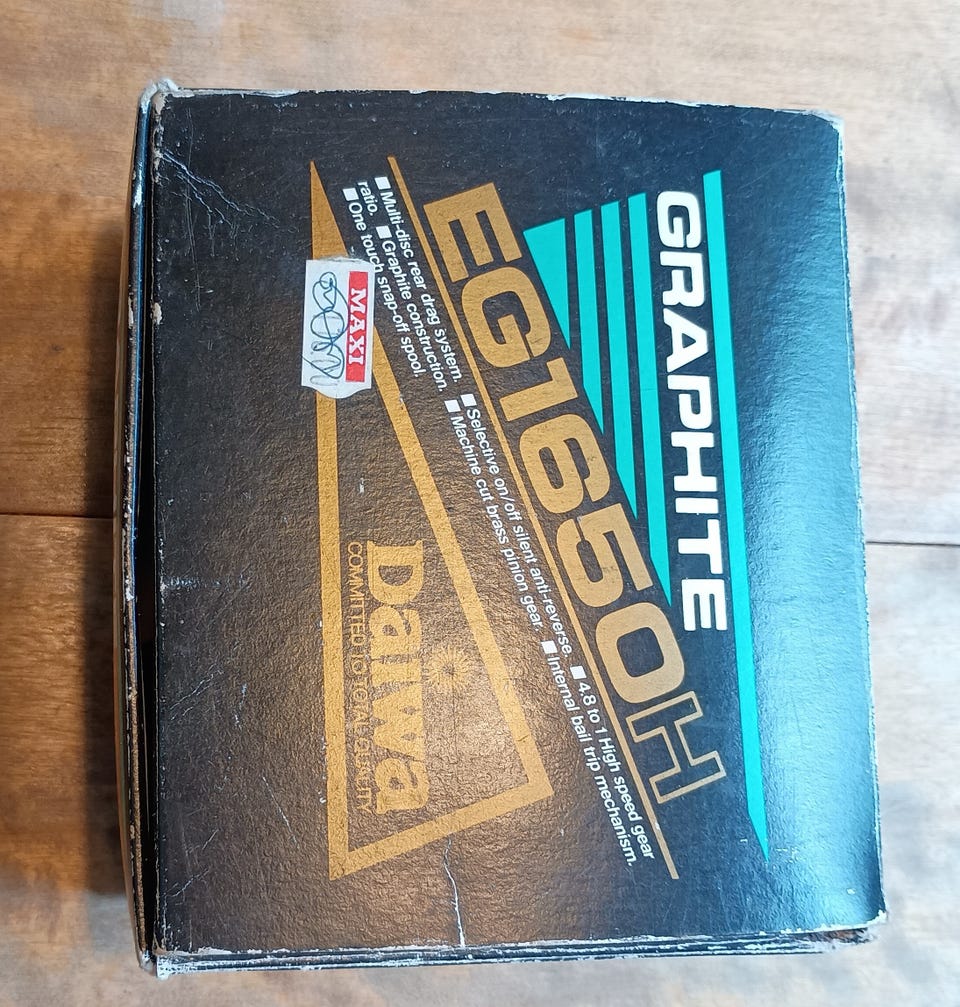 GRAPHITE
EG1650H
■ Multi-disc rear drag system. ■ Selective on/off silent anti-reverse. ■ 4.8 to 1 High speed gear
ratio. ■ Graphite construction. ■ Machine cut brass pinion gear. ■ Internal bail trip mechanism.
■ One touch snap-off spool.
MAXI
Daiwa
COMMITTED TO TOTAL QUALITY